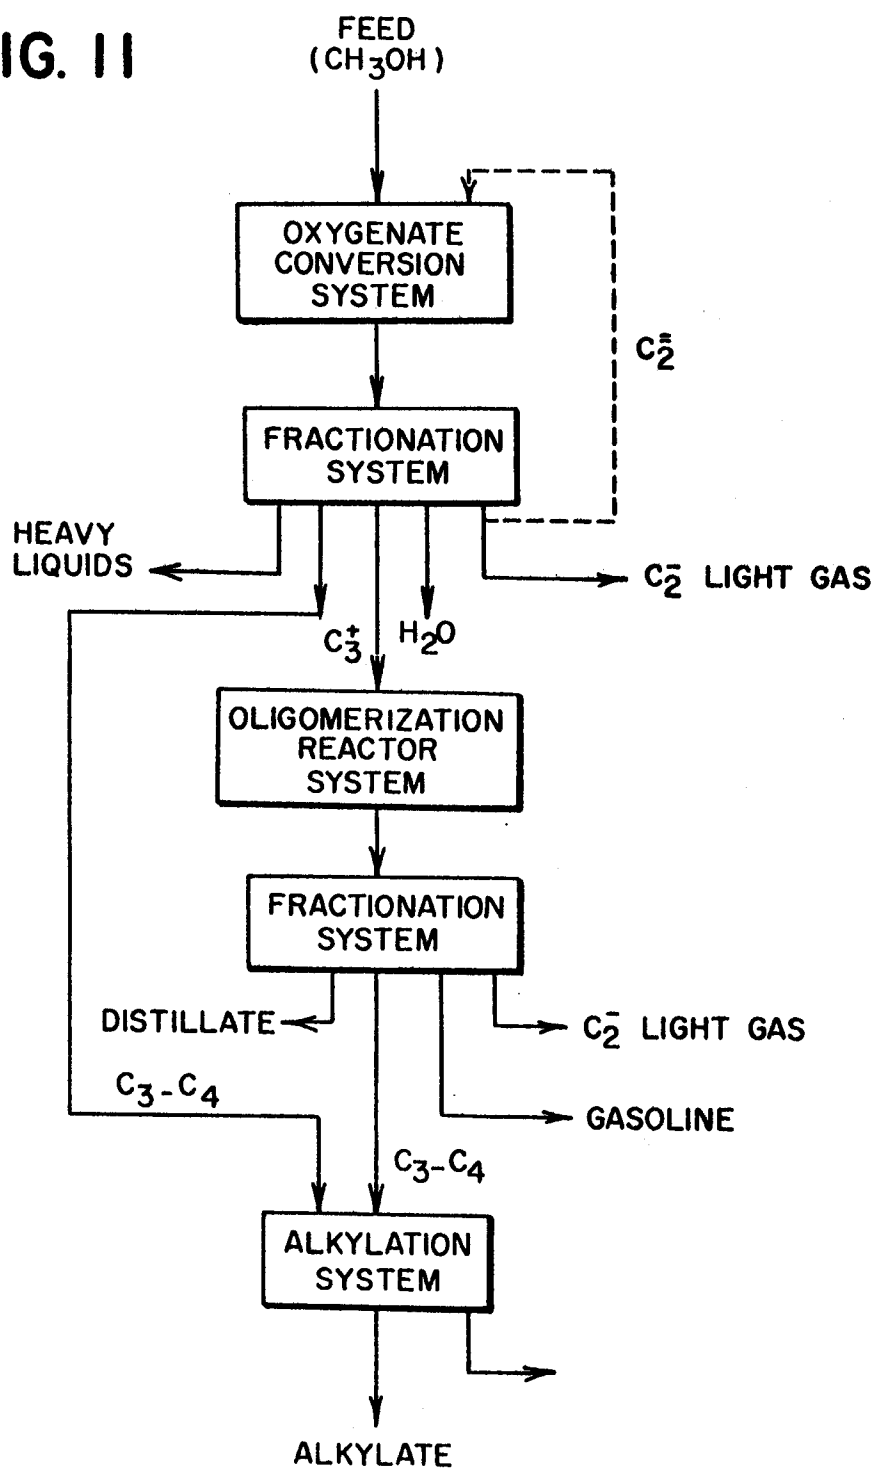 IG. 11
FEED
(CH₃OH)
OXYGENATE
CONVERSION
SYSTEM
C₂⁼
FRACTIONATION
SYSTEM
HEAVY
LIQUIDS
C₂⁻ LIGHT GAS
C₃⁺
H₂O
OLIGOMERIZATION
REACTOR
SYSTEM
FRACTIONATION
SYSTEM
DISTILLATE
C₂⁻ LIGHT GAS
C₃-C₄
GASOLINE
C₃-C₄
ALKYLATION
SYSTEM
ALKYLATE